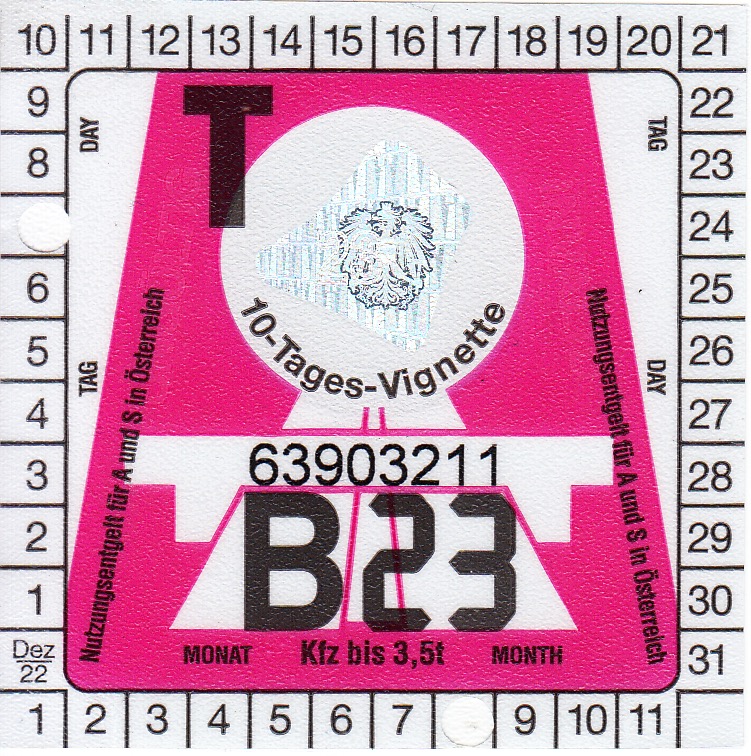 10 11 12 13 14 15 16 17 18 19 20 21
9 22
DAY T TAG
8 23
24
6 25
5 26
4 27
3 28
2 29
1 30
Dez 22 31
10-Tages-Vignette
TAG DAY
Nutzungsentgelt für A und S in Österreich
Nutzungsentgelt für A und S in Österreich
63903211
B23
MONAT Kfz bis 3,5t MONTH
1 2 3 4 5 6 7 9 10 11